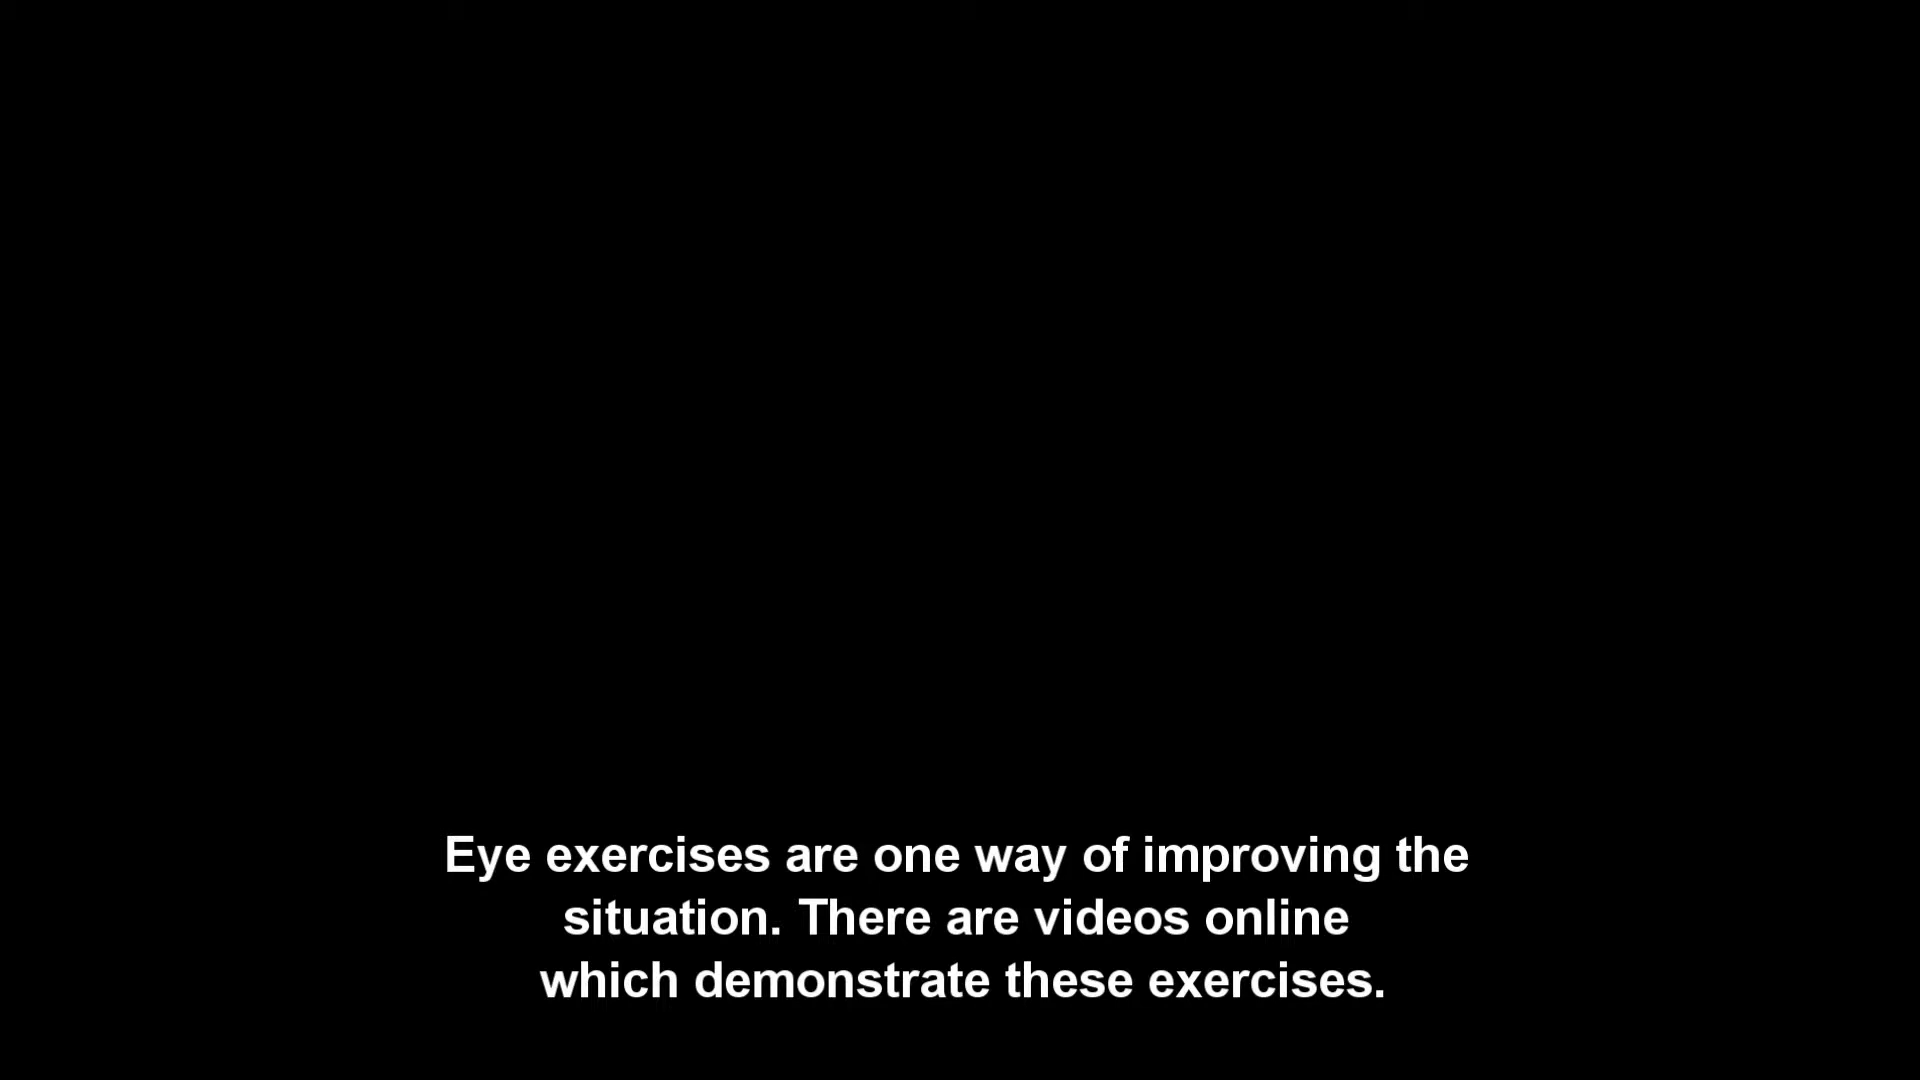 Eye exercises are one way of improving the
situation. There are videos online
which demonstrate these exercises.